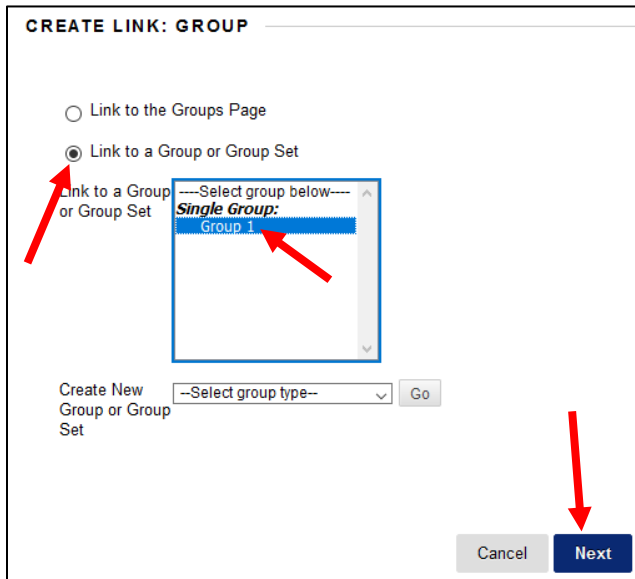 CREATE LINK: GROUP
Link to the Groups Page
Link to a Group or Group Set
Link to a Group
or Group Set
----Select group below----
Single Group:
Group 1
Create New
Group or Group
Set
--Select group type--
Go
Cancel
Next